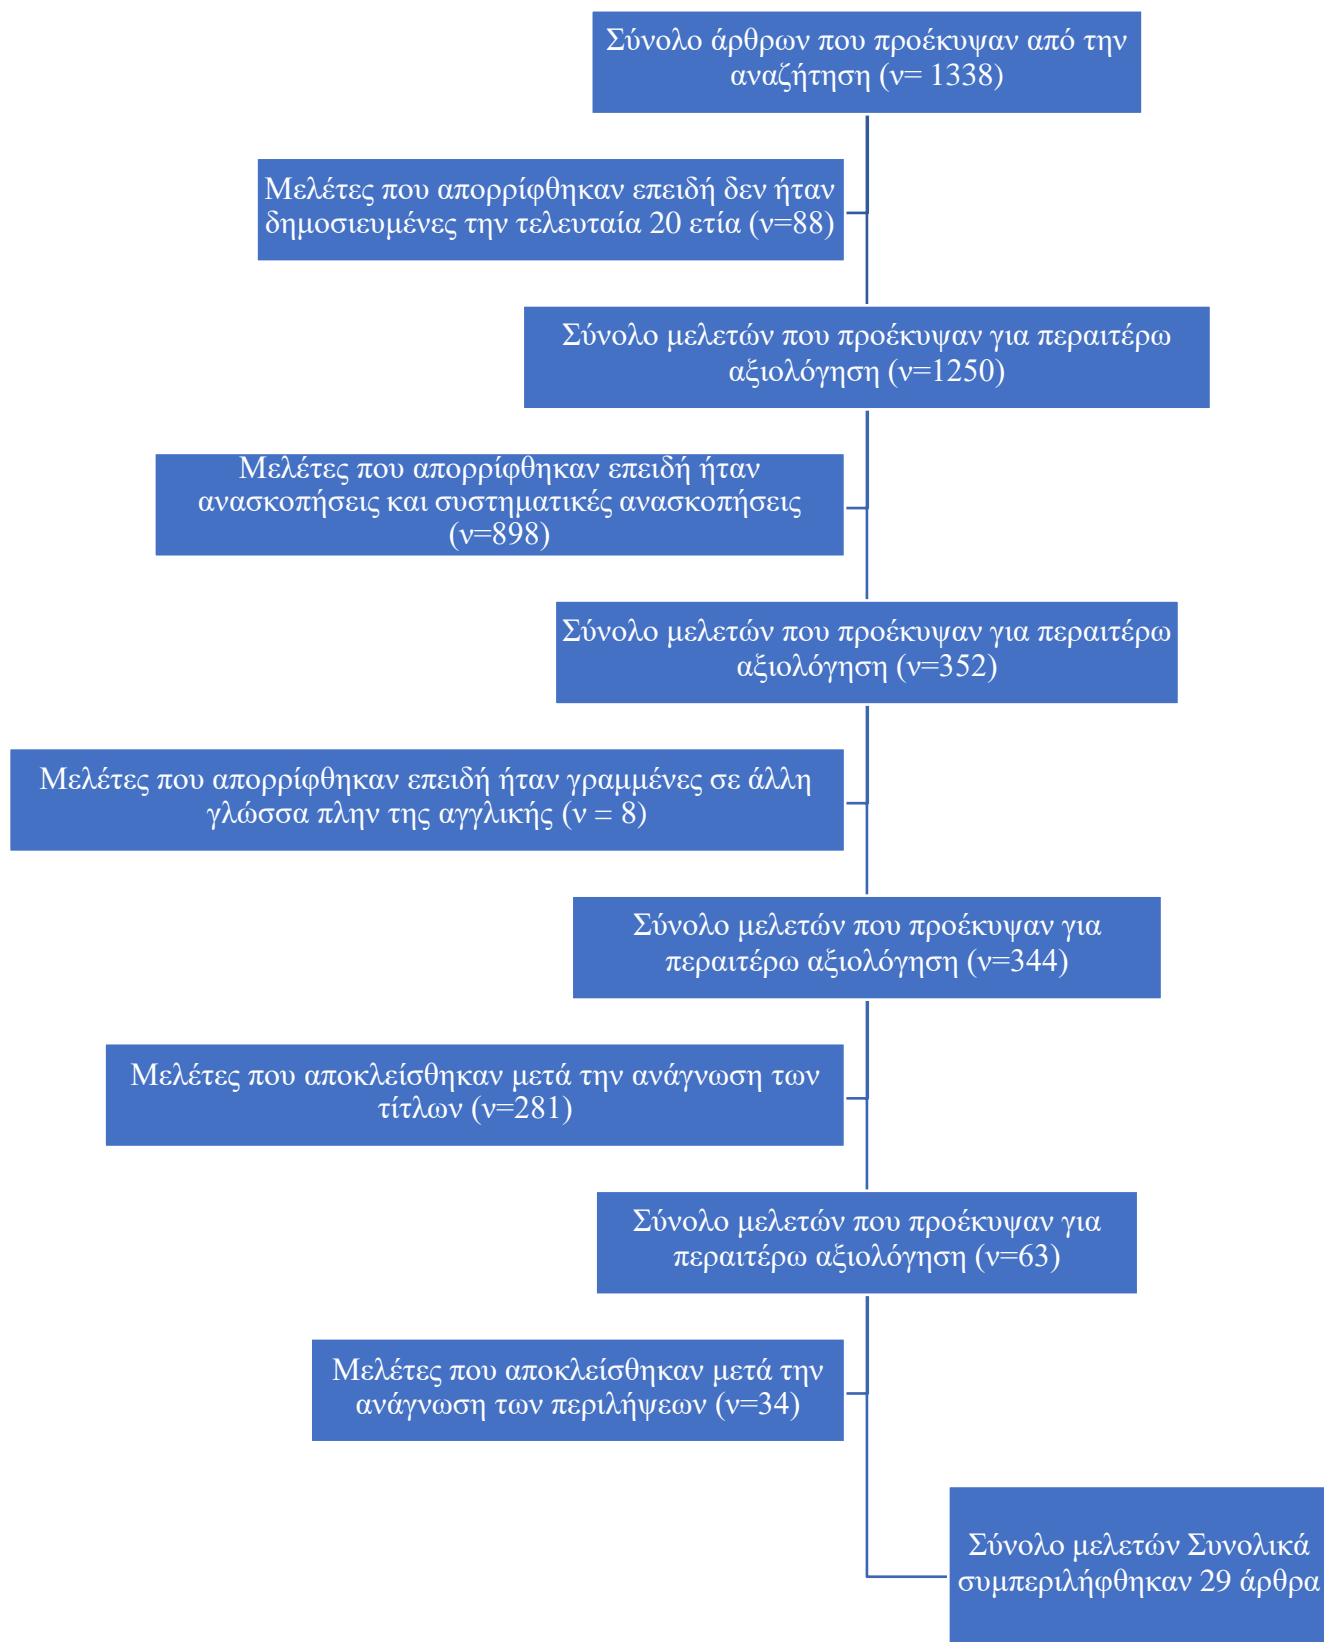 Σύνολο άρθρων που προέκυψαν από την
αναζήτηση (ν= 1338)
Μελέτες που απορρίφθηκαν επειδή δεν ήταν
δημοσιευμένες την τελευταία 20 ετία (ν=88)
Σύνολο μελετών που προέκυψαν για περαιτέρω
αξιολόγηση (ν=1250)
Μελέτες που απορρίφθηκαν επειδή ήταν
ανασκοπήσεις και συστηματικές ανασκοπήσεις
(ν=898)
Σύνολο μελετών που προέκυψαν για περαιτέρω
αξιολόγηση (ν=352)
Μελέτες που απορρίφθηκαν επειδή ήταν γραμμένες σε άλλη
γλώσσα πλην της αγγλικής (ν = 8)
Σύνολο μελετών που προέκυψαν για
περαιτέρω αξιολόγηση (ν=344)
Μελέτες που αποκλείσθηκαν μετά την ανάγνωση των
τίτλων (ν=281)
Σύνολο μελετών που προέκυψαν για
περαιτέρω αξιολόγηση (ν=63)
Μελέτες που αποκλείσθηκαν μετά την
ανάγνωση των περιλήψεων (ν=34)
Σύνολο μελετών Συνολικά
συμπεριλήφθηκαν 29 άρθρα